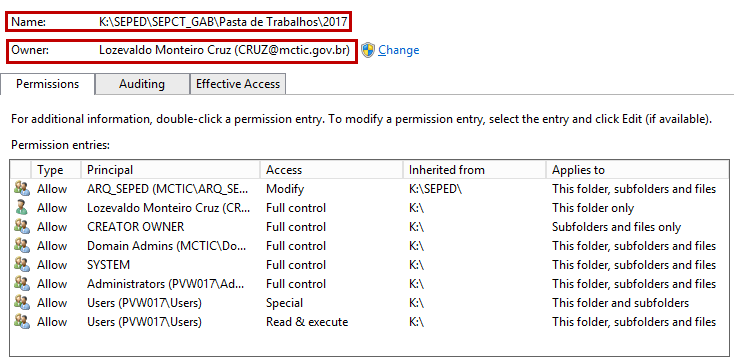 Name: K:\SEPED\SEPCT_GAB\Pasta de Trabalhos\2017
Owner: Lozevaldo Monteiro Cruz (CRUZ@mctic.gov.br) Change
Permissions Auditing Effective Access
For additional information, double-click a permission entry. To modify a permission entry, select the entry and click Edit (if available).
Permission entries:
Type Principal Access Inherited from Applies to
Allow ARQ_SEPED (MCTIC\ARQ_SE... Modify K:\SEPED\ This folder, subfolders and files
Allow Lozevaldo Monteiro Cruz (CR... Full control K:\ This folder only
Allow CREATOR OWNER Full control K:\ Subfolders and files only
Allow Domain Admins (MCTIC\Do... Full control K:\ This folder, subfolders and files
Allow SYSTEM Full control K:\ This folder, subfolders and files
Allow Administrators (PVW017\Ad... Full control K:\ This folder, subfolders and files
Allow Users (PVW017\Users) Special K:\ This folder and subfolders
Allow Users (PVW017\Users) Read & execute K:\ This folder, subfolders and files